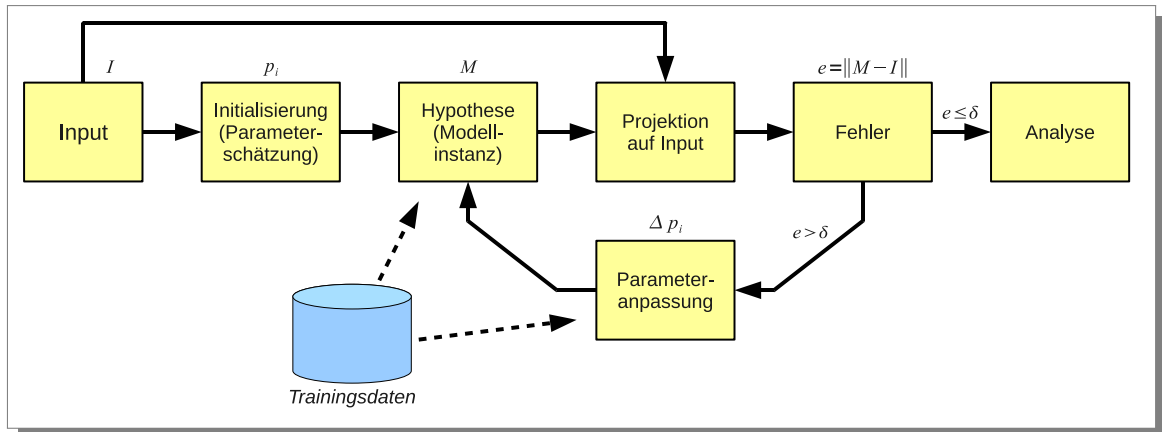 I
p_i
M
e=||M−I||
Input
Initialisierung
(Parameter-
schätzung)
Hypothese
(Modell-
instanz)
Projektion
auf Input
Fehler
e≤δ
Analyse
Δ p_i
e>δ
Parameter-
anpassung
Trainingsdaten